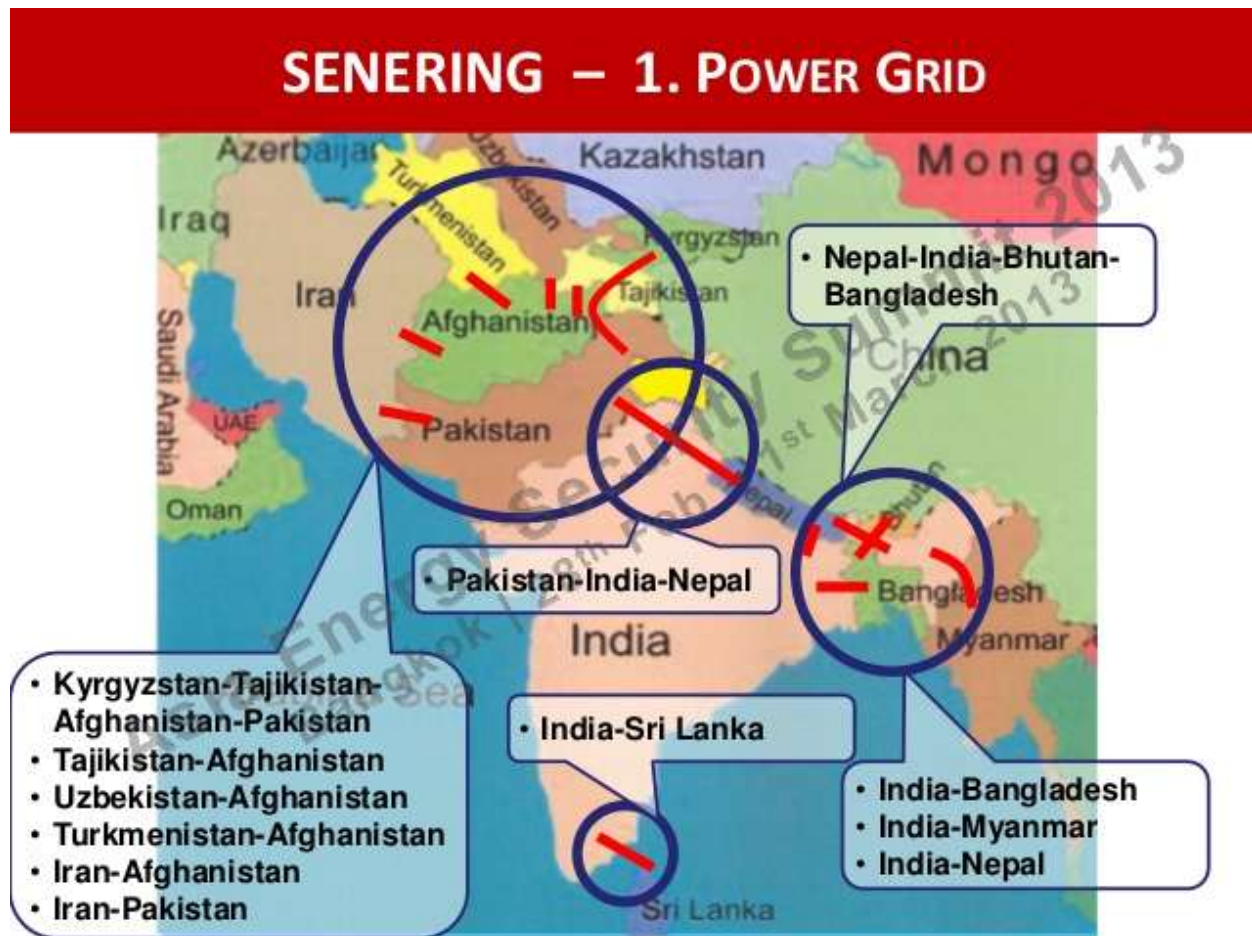 SENERING – 1. POWER GRID
Azerbaijan
Uzbekistan
Kazakhstan
Mongo
Turkmenistan
Iraq
Kyrgyzstan
• Nepal-India-Bhutan-
Bangladesh
Iran
Tajikistan
Afghanistan
China
Saudi Arabia
UAE
Pakistan
Oman
Nepal
Bhutan
• Pakistan-India-Nepal
Bangladesh
India
Myanmar
Sea
• Kyrgyzstan-Tajikistan-
Afghanistan-Pakistan
• Tajikistan-Afghanistan
• Uzbekistan-Afghanistan
• Turkmenistan-Afghanistan
• Iran-Afghanistan
• Iran-Pakistan
• India-Sri Lanka
• India-Bangladesh
• India-Myanmar
• India-Nepal
Sri Lanka
Energy Security Summit 2013
Bangkok | 28th Feb 1st March 2013